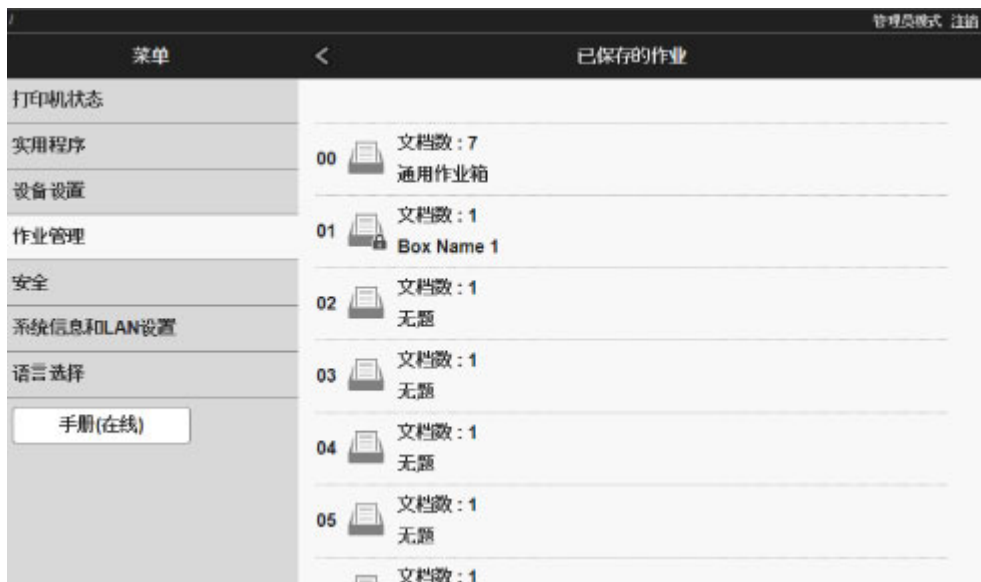 /
管理员模式 注销
菜单
< 已保存的作业
打印机状态
实用程序
设备设置
作业管理
安全
系统信息和LAN设置
语言选择
手册(在线)
00
文档数 : 7
通用作业箱
01
文档数 : 1
Box Name 1
02
文档数 : 1
无题
03
文档数 : 1
无题
04
文档数 : 1
无题
05
文档数 : 1
无题
文档数 : 1